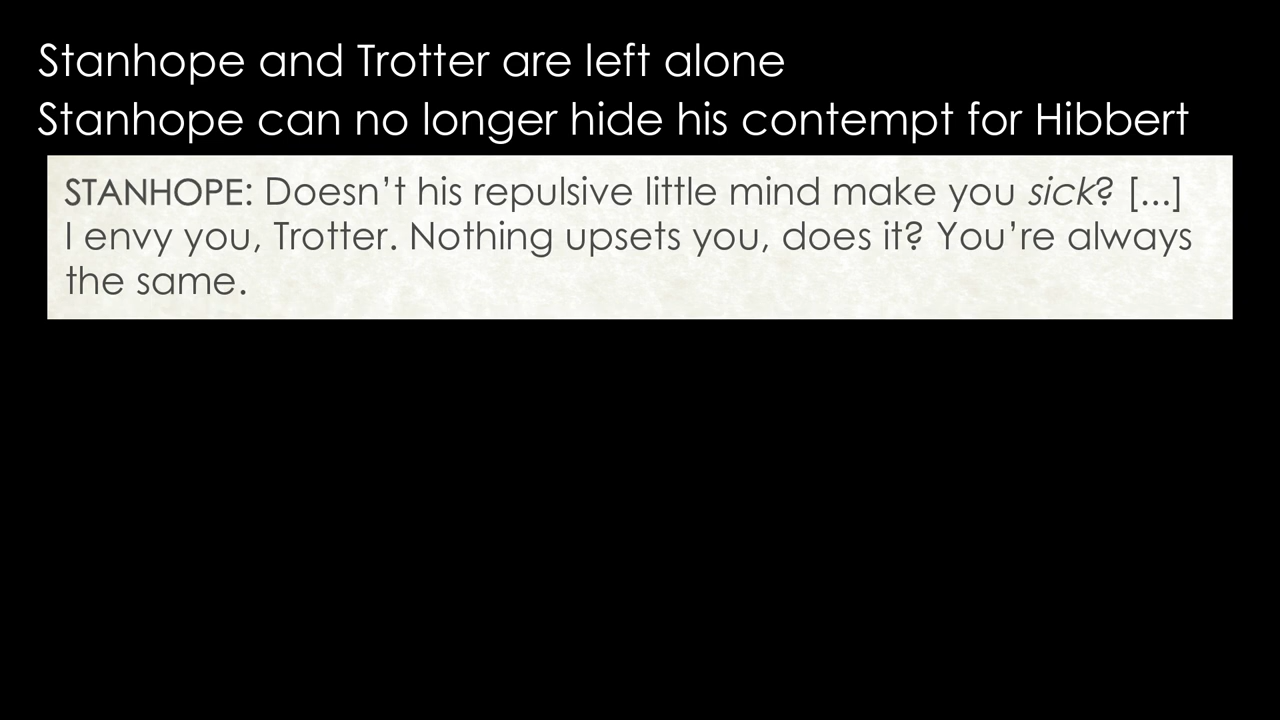 Stanhope and Trotter are left alone
Stanhope can no longer hide his contempt for Hibbert
STANHOPE: Doesn’t his repulsive little mind make you sick? [...]
I envy you, Trotter. Nothing upsets you, does it? You’re always
the same.